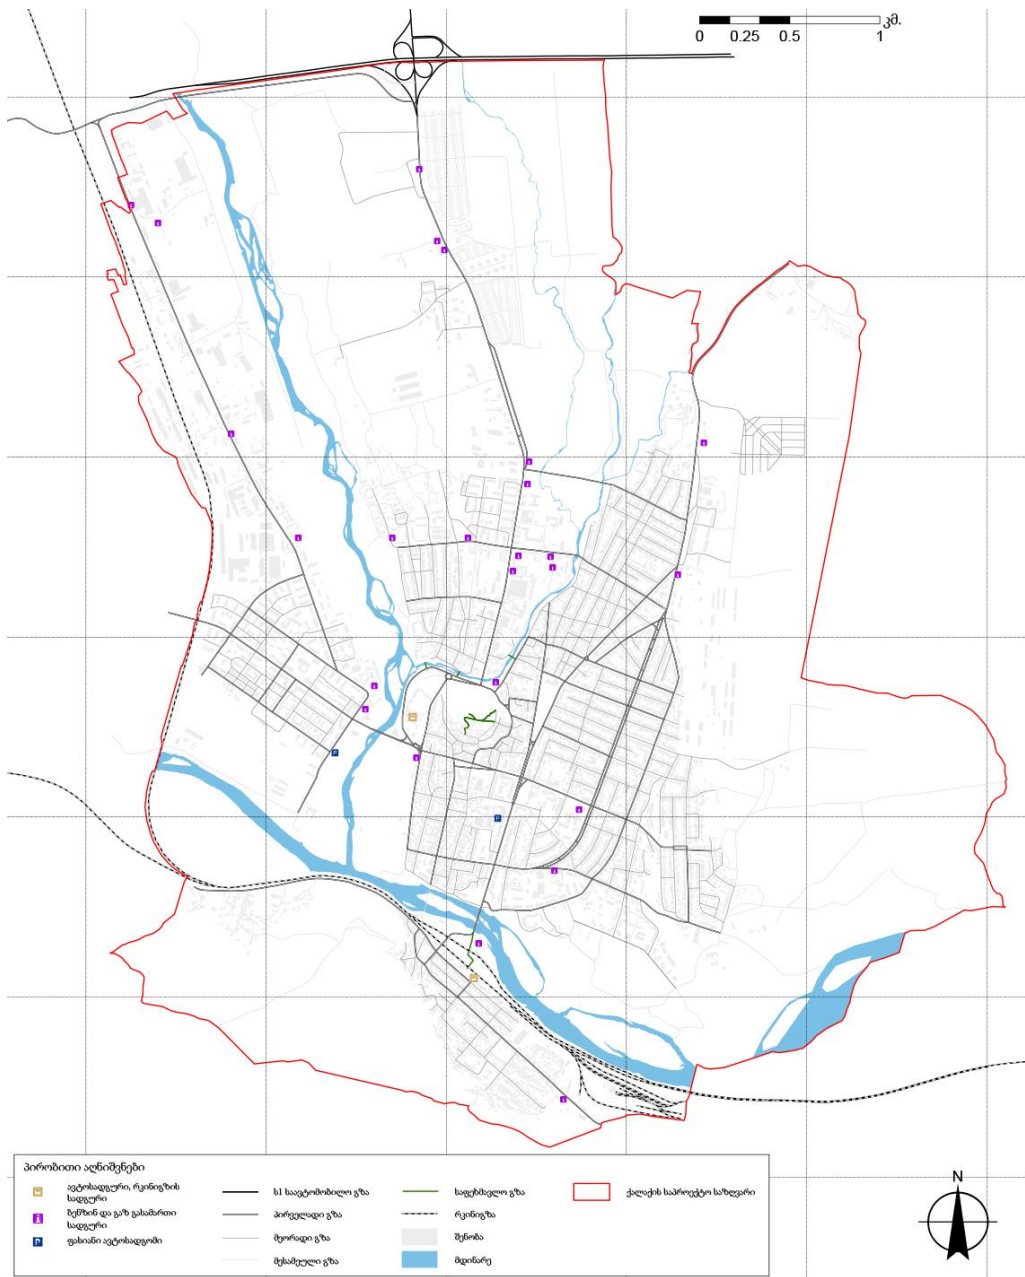 კმ.
0 0.25 0.5 1
პირობითი აღნიშვნები
ავტოსადგური, რკინიგზის
სადგური
ბენზინ და გაზ გასამართი
სადგური
ფასიანი ავტოსადგომი
ს1 საავტომობილო გზა
პირველადი გზა
მეორადი გზა
მესამეული გზა
საფეხმავლო გზა
რკინიგზა
შენობა
მდინარე
ქალაქის საპროექტო საზღვარი
N